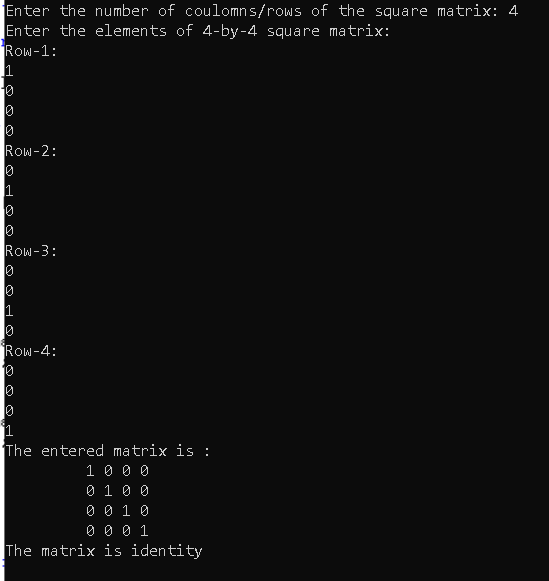 Enter the number of coulomns/rows of the square matrix: 4
Enter the elements of 4-by-4 square matrix:
Row-1:
1
0
0
0
Row-2:
0
1
0
0
Row-3:
0
0
1
0
Row-4:
0
0
0
1
The entered matrix is :
1 0 0 0
0 1 0 0
0 0 1 0
0 0 0 1
The matrix is identity